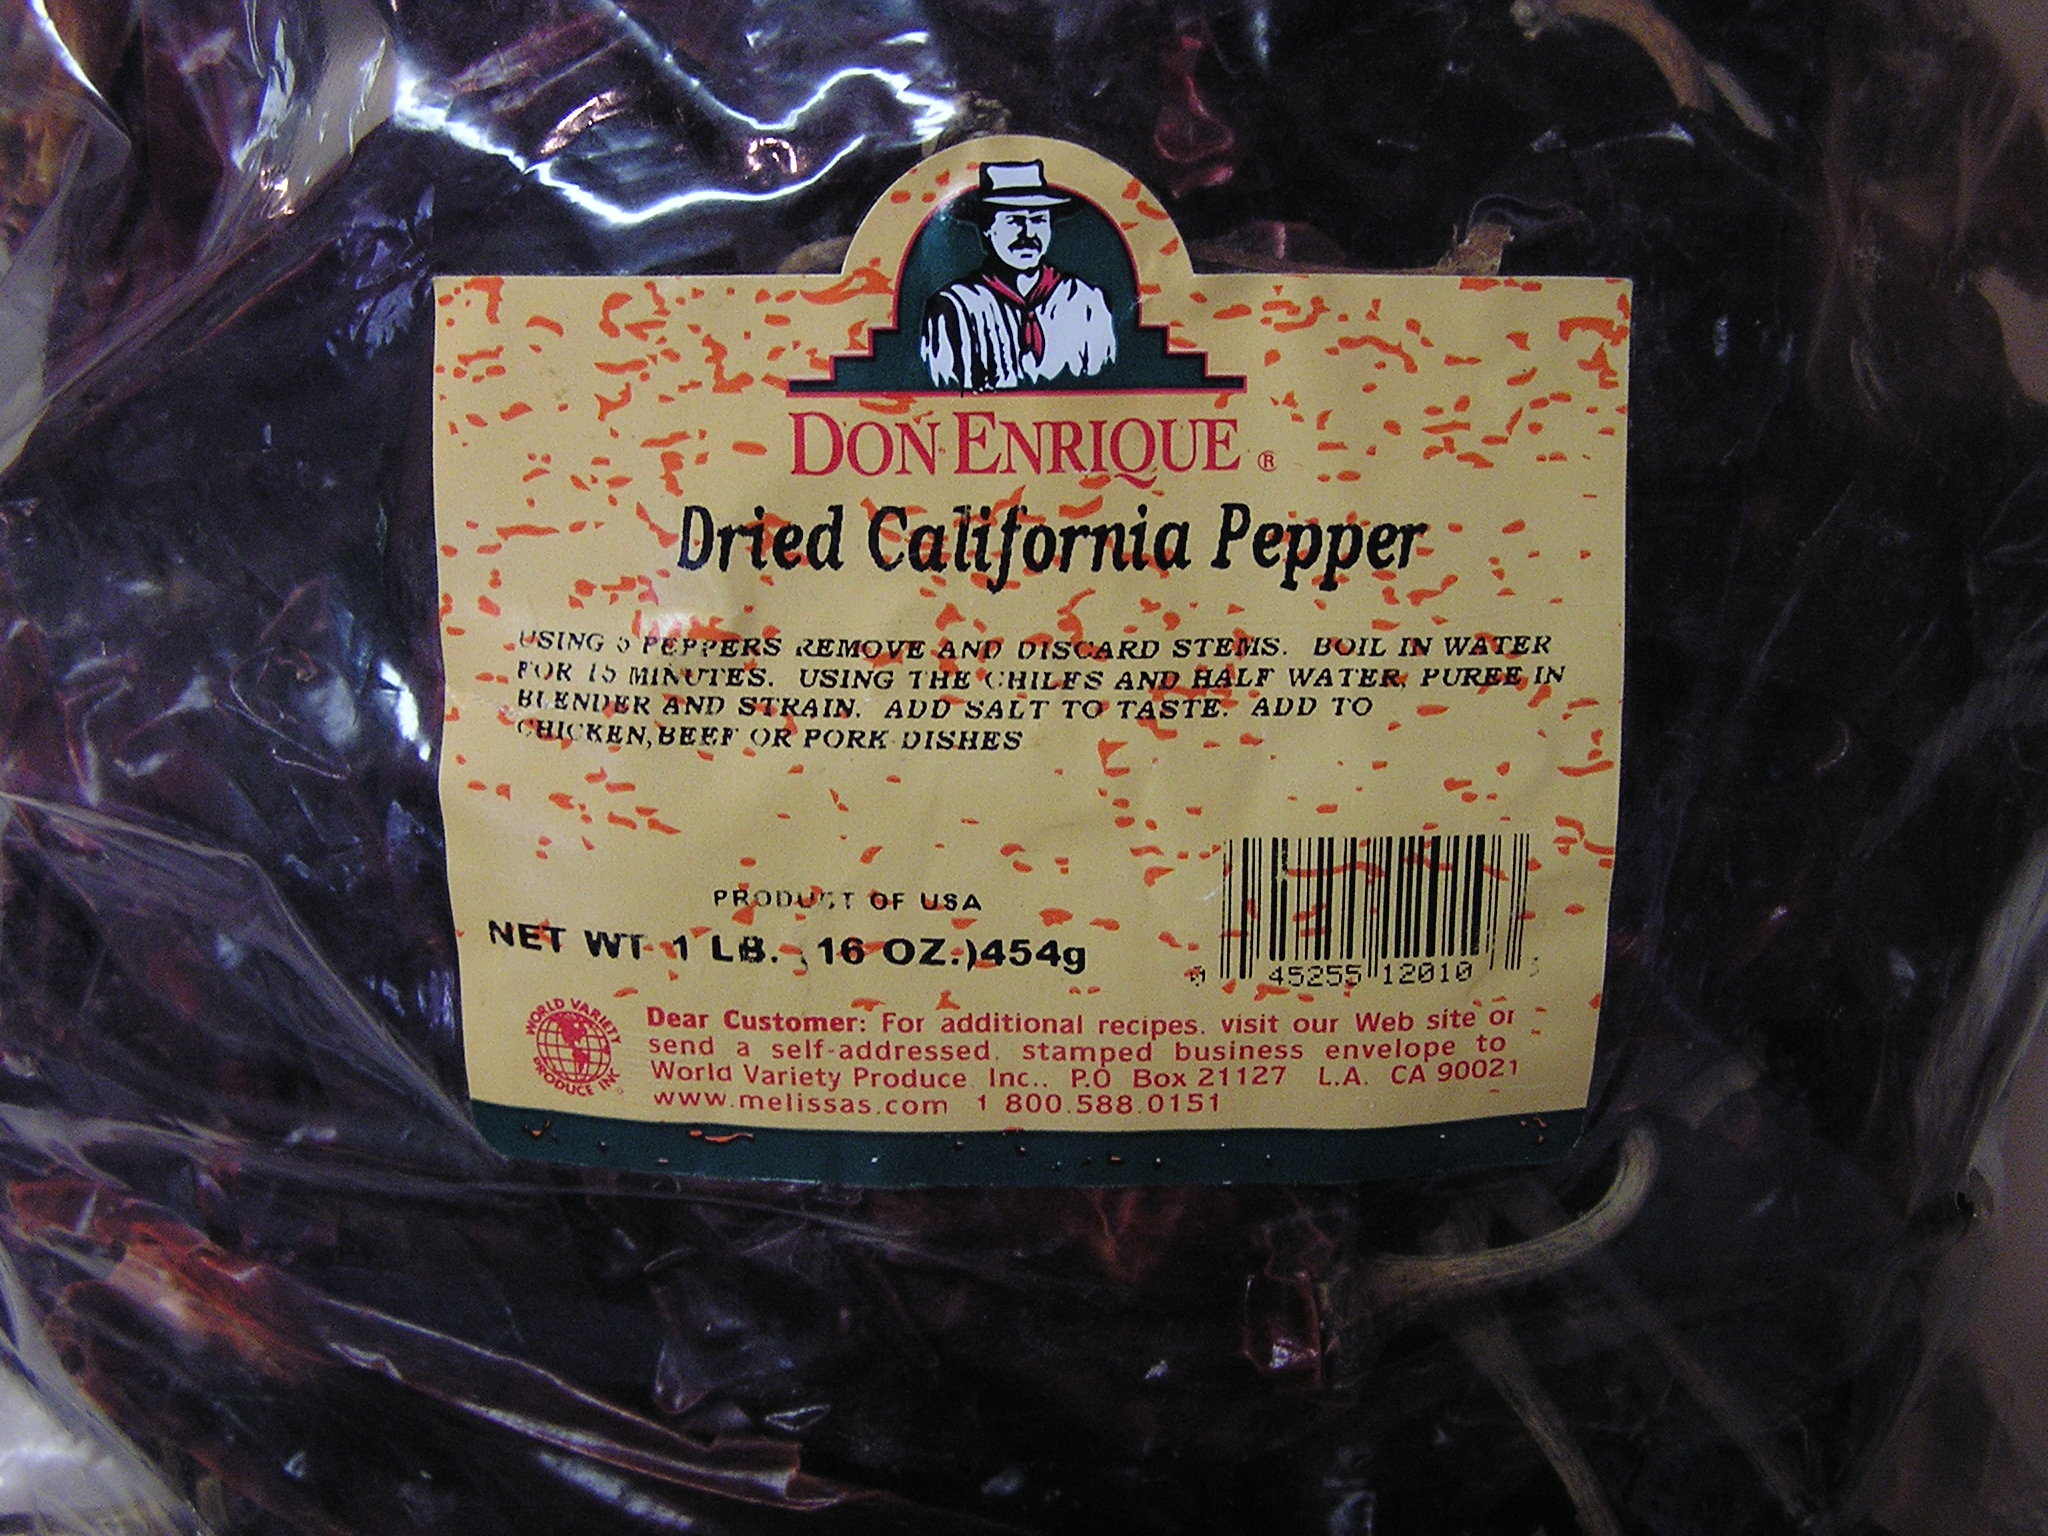 DON ENRIQUE ®
Dried California Pepper
USING PEPPERS REMOVE AND DISCARD STEMS. BOIL IN WATER
FOR 15 MINUTES. USING THE CHILES AND HALF WATER, PUREE IN
BLENDER AND STRAIN. ADD SALT TO TASTE. ADD TO
CHICKEN, BEEF OR PORK DISHES
PRODUCT OF USA
NET WT 1 LB. (16 OZ.)454g
45255 12010
WORLD VARIETY PRODUCE INC
Dear Customer: For additional recipes, visit our Web site or
send a self-addressed, stamped business envelope to
World Variety Produce Inc., P.O Box 21127 L.A. CA 90021
www.melissas.com 1 800.588.0151